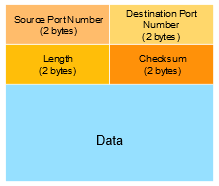 Source Port Number
(2 bytes)
Destination Port
Number
(2 bytes)
Length
(2 bytes)
Checksum
(2 bytes)
Data